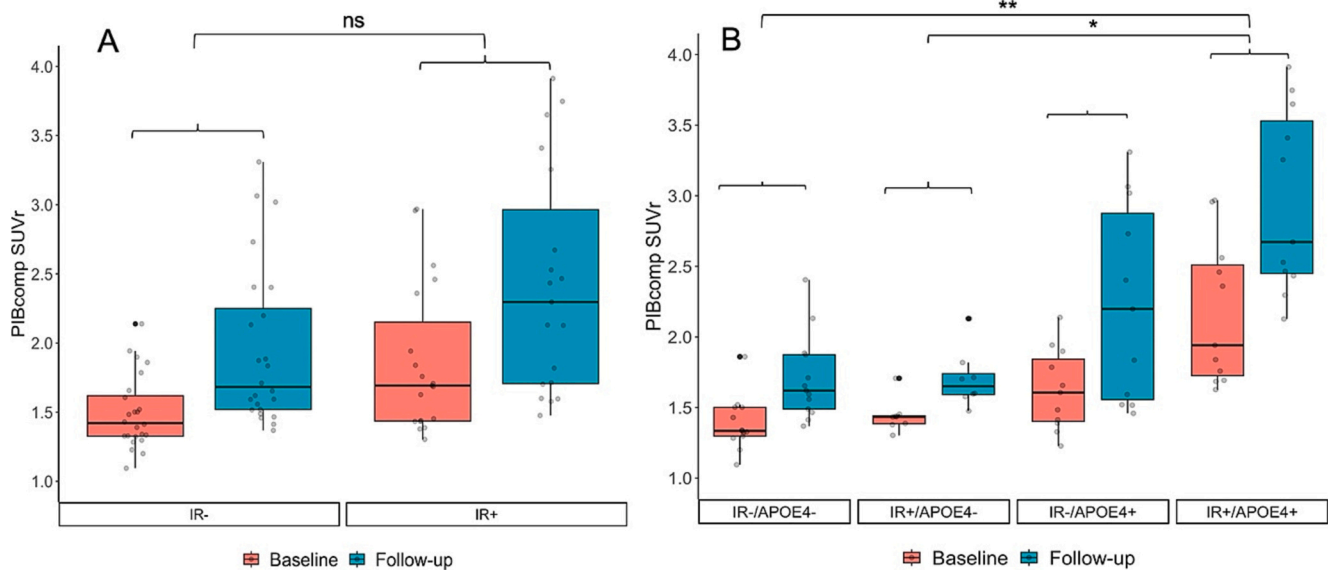 A
ns
PIBcomp SUVr
4.0
3.5
3.0
2.5
2.0
1.5
1.0
IR-
IR+
Baseline Follow-up
B
**
*
PIBcomp SUVr
4.0
3.5
3.0
2.5
2.0
1.5
1.0
IR-/APOE4-
IR+/APOE4-
IR-/APOE4+
IR+/APOE4+
Baseline Follow-up